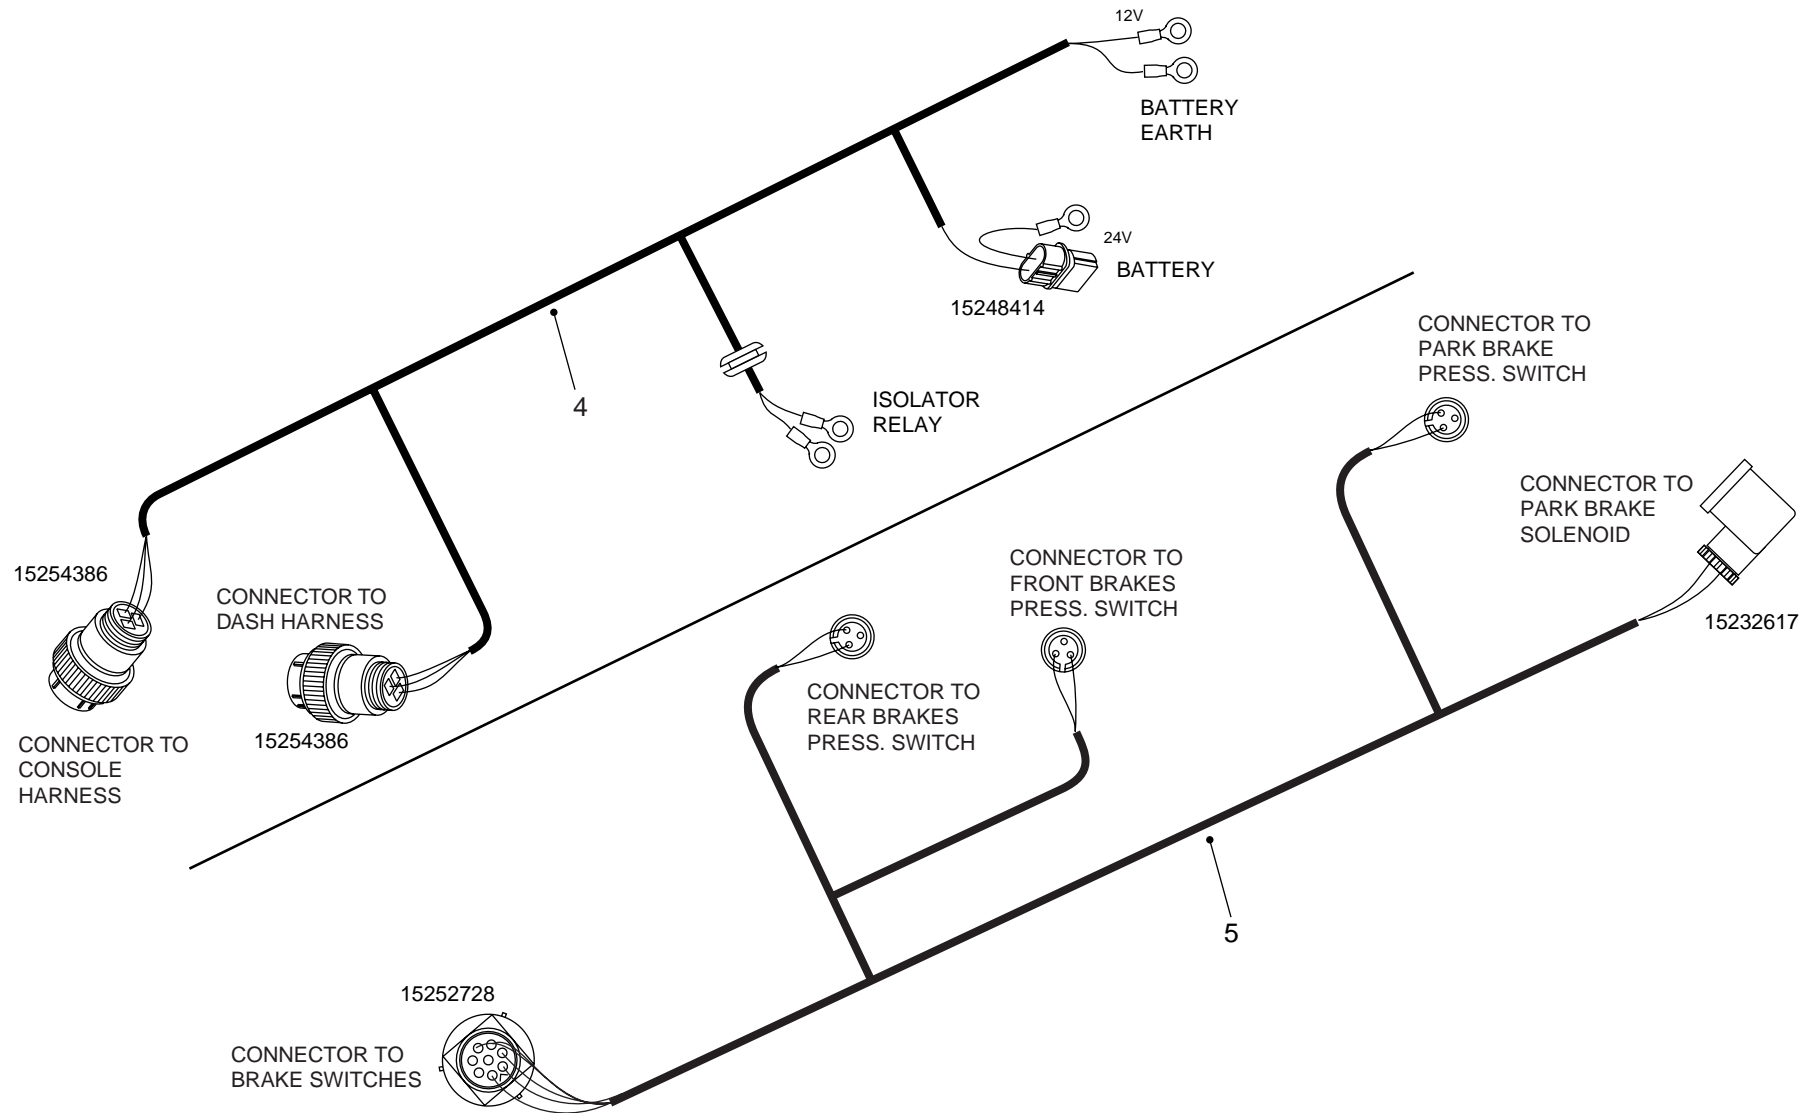 12V
BATTERY
EARTH
24V
BATTERY
15248414
CONNECTOR TO
PARK BRAKE
PRESS. SWITCH
4
ISOLATOR
RELAY
CONNECTOR TO
PARK BRAKE
SOLENOID
15254386
CONNECTOR TO
DASH HARNESS
CONNECTOR TO
FRONT BRAKES
PRESS. SWITCH
15232617
CONNECTOR TO
REAR BRAKES
PRESS. SWITCH
15254386
CONNECTOR TO
CONSOLE
HARNESS
5
15252728
CONNECTOR TO
BRAKE SWITCHES